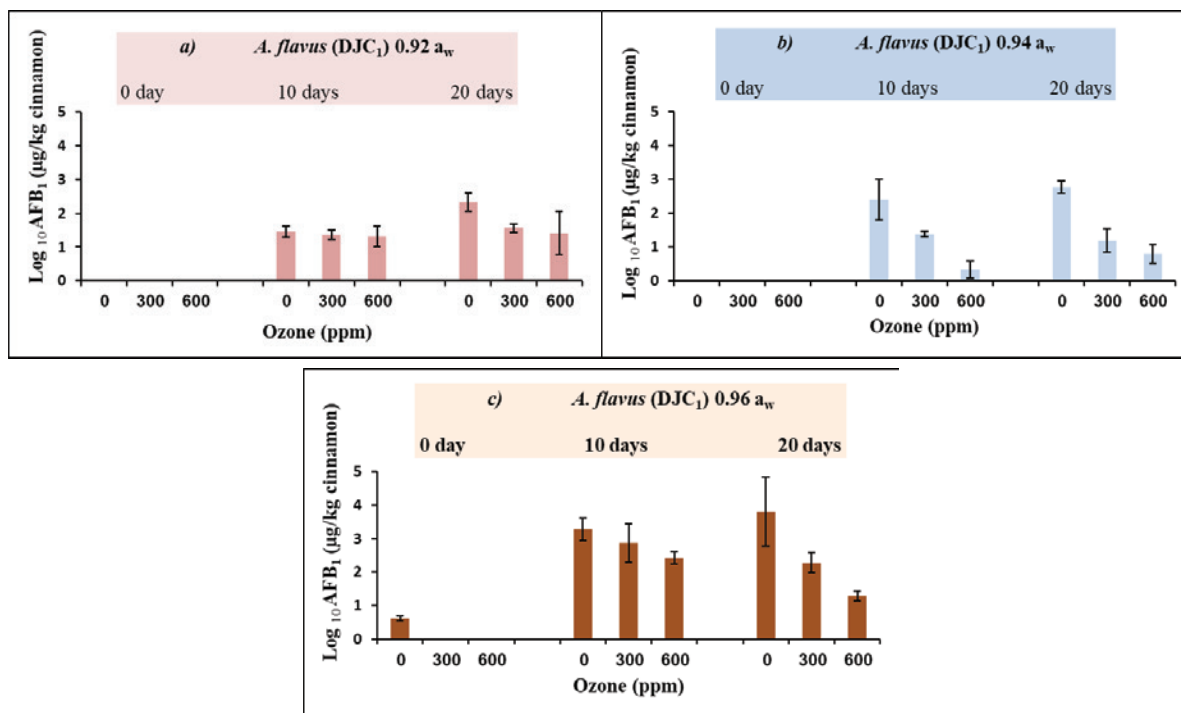 a) A. flavus (DJC₁) 0.92 a_w
0 day 10 days 20 days
Log ₁₀ AFB₁ (µg/kg cinnamon)
5
4
3
2
1
0
0 300 600 0 300 600 0 300 600
Ozone (ppm)
b) A. flavus (DJC₁) 0.94 a_w
0 day 10 days 20 days
Log ₁₀ AFB₁ (µg/kg cinnamon)
5
4
3
2
1
0
0 300 600 0 300 600 0 300 600
Ozone (ppm)
c) A. flavus (DJC₁) 0.96 a_w
0 day 10 days 20 days
Log ₁₀ AFB₁ (µg/kg cinnamon)
5
4
3
2
1
0
0 300 600 0 300 600 0 300 600
Ozone (ppm)